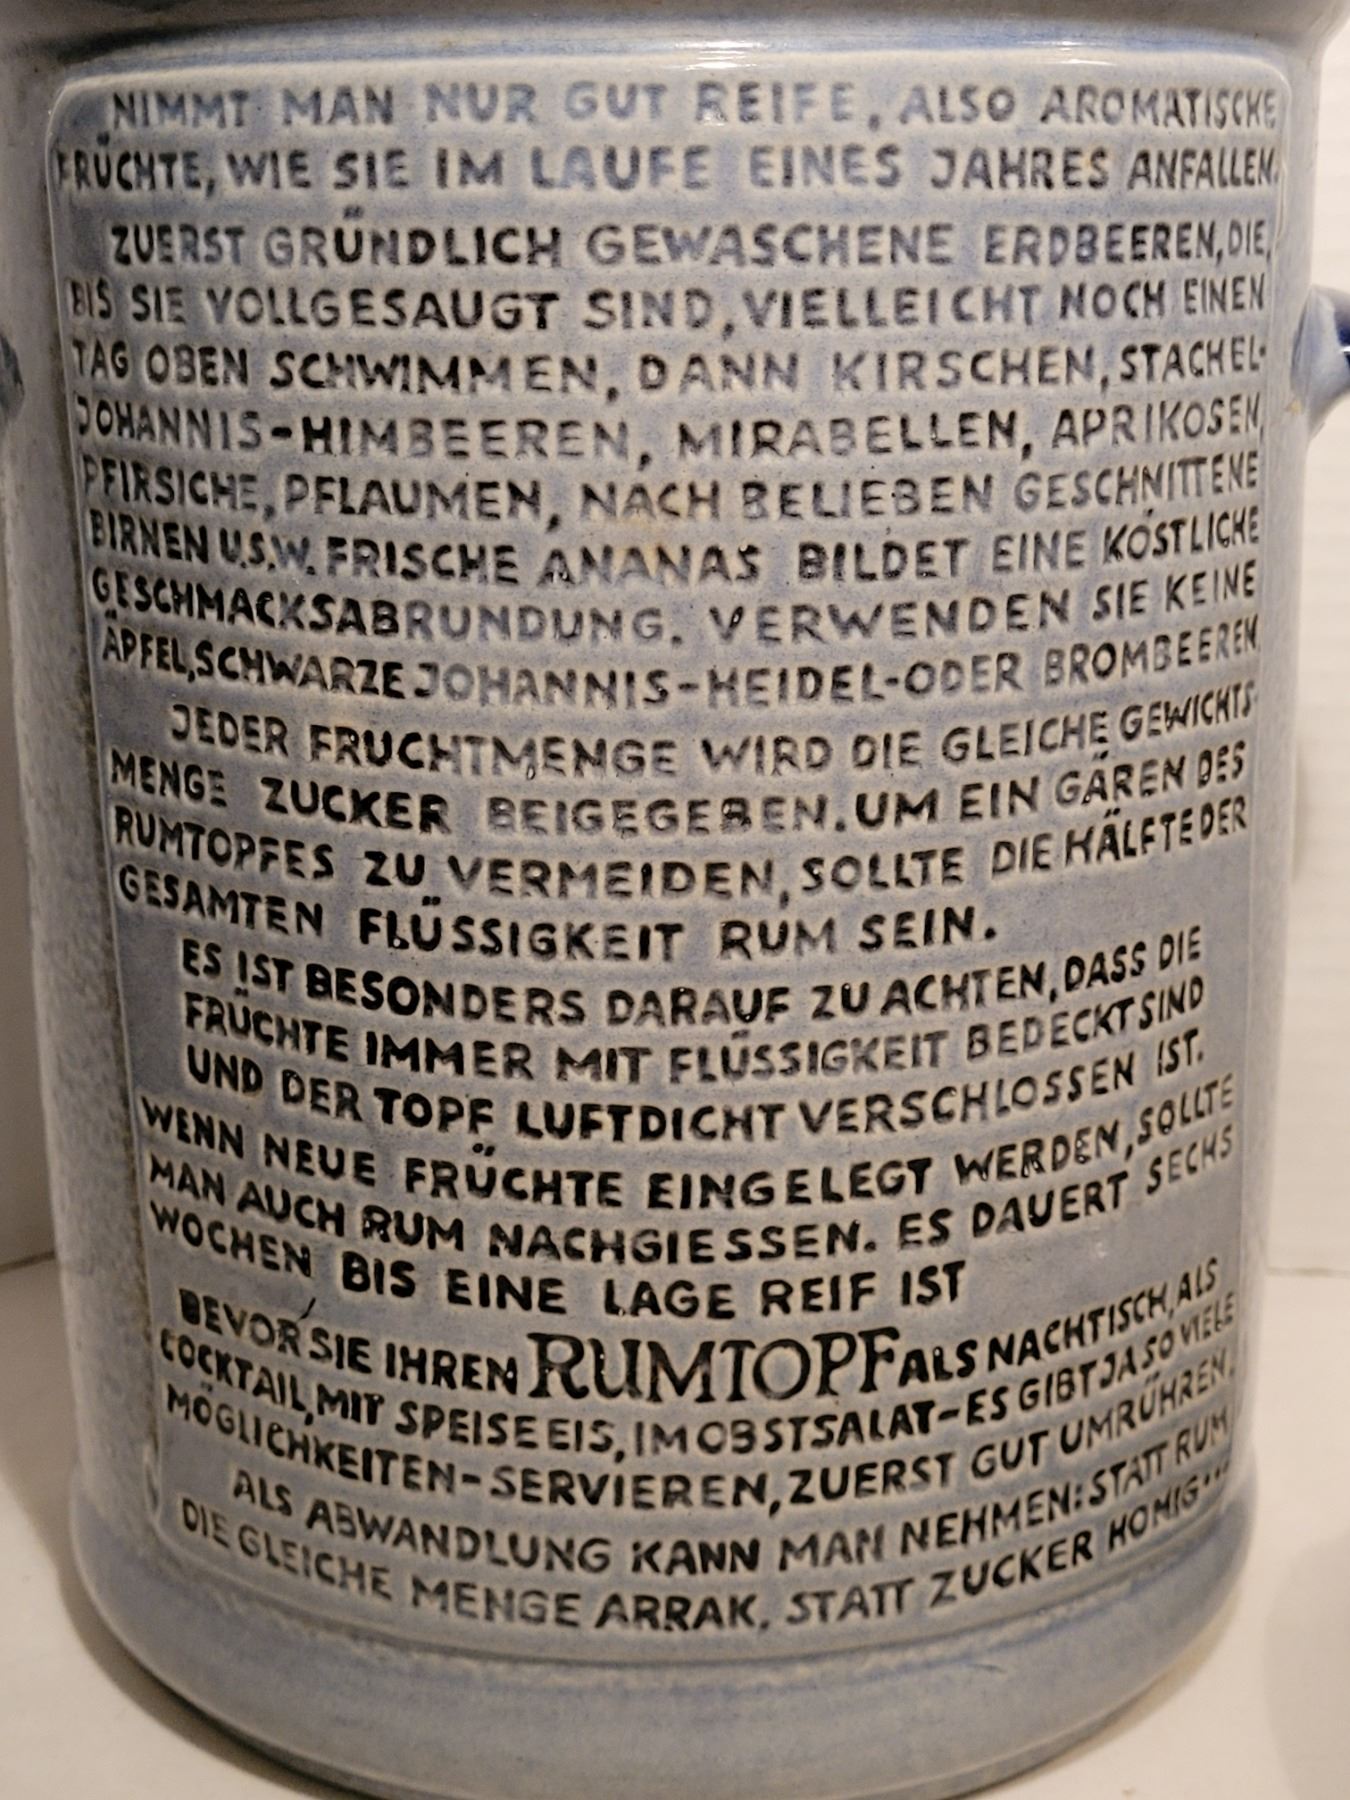 NIMMT MAN NUR GUT REIFE, ALSO AROMATISCHE
FRÜCHTE, WIE SIE IM LAUFE EINES JAHRES ANFALLEN.
ZUERST GRÜNDLICH GEWASCHENE ERDBEEREN, DIE,
BIS SIE VOLLGESAUGT SIND, VIELLEICHT NOCH EINEN
TAG OBEN SCHWIMMEN, DANN KIRSCHEN, STACHEL-
JOHANNIS-HIMBEEREN, MIRABELLEN, APRIKOSEN,
PFIRSICHE, PFLAUMEN, NACH BELIEBEN GESCHNITTENE
BIRNEN U.S.W. FRISCHE ANANAS BILDET EINE KÖSTLICHE
GESCHMACKSABRUNDUNG. VERWENDEN SIE KEINE
ÄPFEL, SCHWARZE JOHANNIS-HEIDEL-ODER BROMBEEREN.
JEDER FRUCHTMENGE WIRD DIE GLEICHE GEWICHTS-
MENGE ZUCKER BEIGEGEBEN. UM EIN GÄREN DES
RUMTOPFES ZU VERMEIDEN, SOLLTE DIE HÄLFTE DER
GESAMTEN FLÜSSIGKEIT RUM SEIN.
ES IST BESONDERS DARAUF ZU ACHTEN, DASS DIE
FRÜCHTE IMMER MIT FLÜSSIGKEIT BEDECKT SIND
UND DER TOPF LUFTDICHT VERSCHLOSSEN IST.
WENN NEUE FRÜCHTE EINGELEGT WERDEN, SOLLTE
MAN AUCH RUM NACHGIESSEN. ES DAUERT SECHS
WOCHEN BIS EINE LAGE REIF IST
BEVOR SIE IHREN RUMTOPF ALS NACHTISCH, ALS
COCKTAIL, MIT SPEISEEIS, IM OBSTSALAT-ES GIBT JA SO VIELE
MÖGLICHKEITEN-SERVIEREN, ZUERST GUT UMRÜHREN.
ALS ABWANDLUNG KANN MAN NEHMEN: STATT RUM
DIE GLEICHE MENGE ARRAK, STATT ZUCKER HONIG...